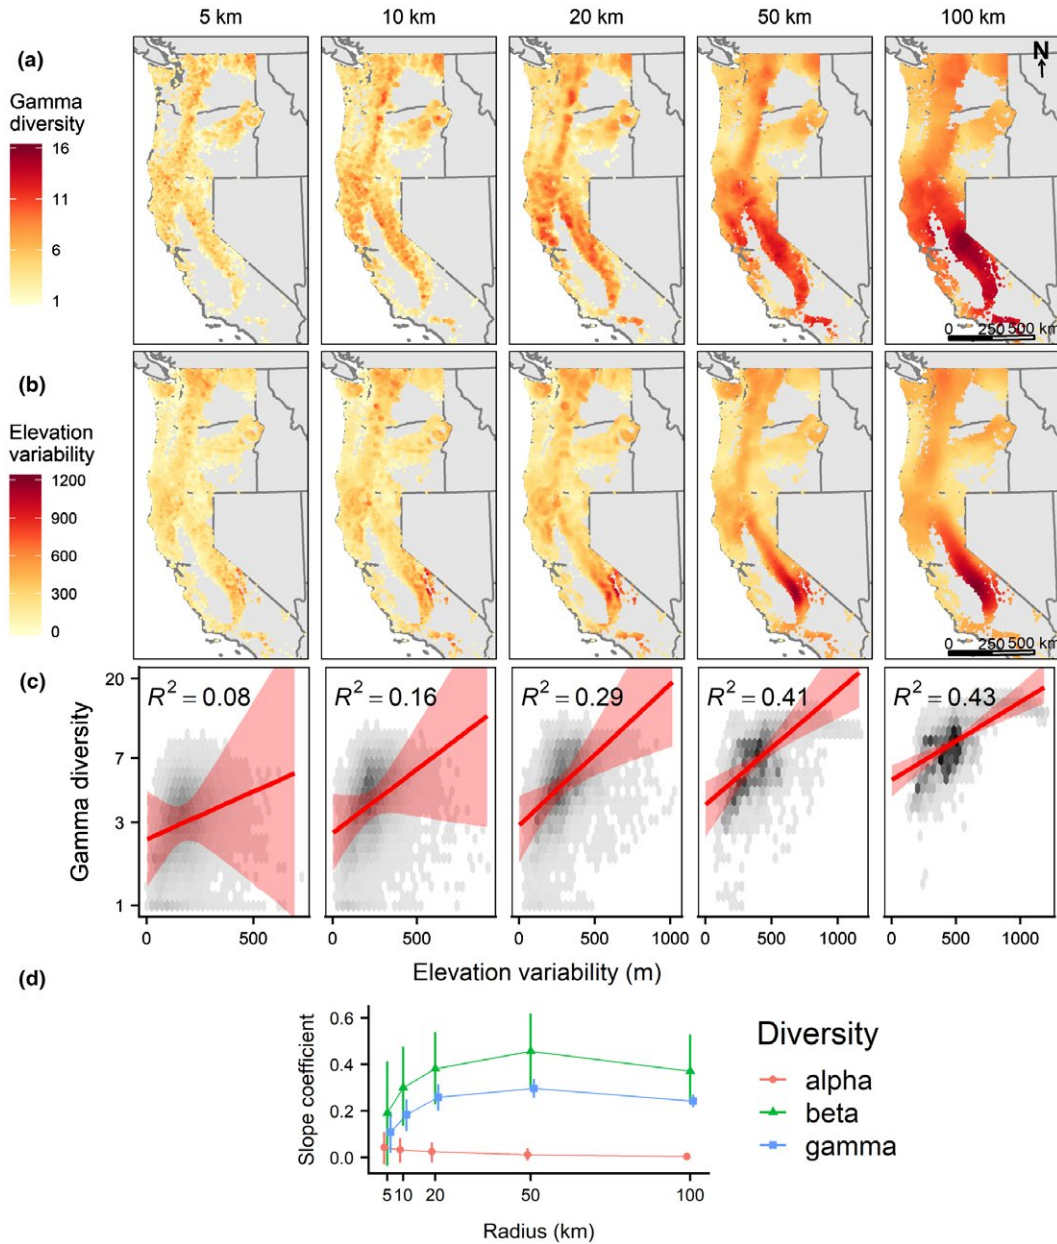 5 km 10 km 20 km 50 km 100 km
(a)
N
Gamma
diversity
16
11
6
1
0 250 500 km
(b)
Elevation
variability
1200
900
600
300
0
0 250 500 km
(c)
Gamma diversity
20
7
3
1
R² = 0.08 R² = 0.16 R² = 0.29 R² = 0.41 R² = 0.43
0 500 0 500 0 500 1000 0 500 1000 0 500 1000
Elevation variability (m)
(d)
Slope coefficient
0.6
0.4
0.2
0.0
5 10 20 50 100
Radius (km)
Diversity
alpha
beta
gamma